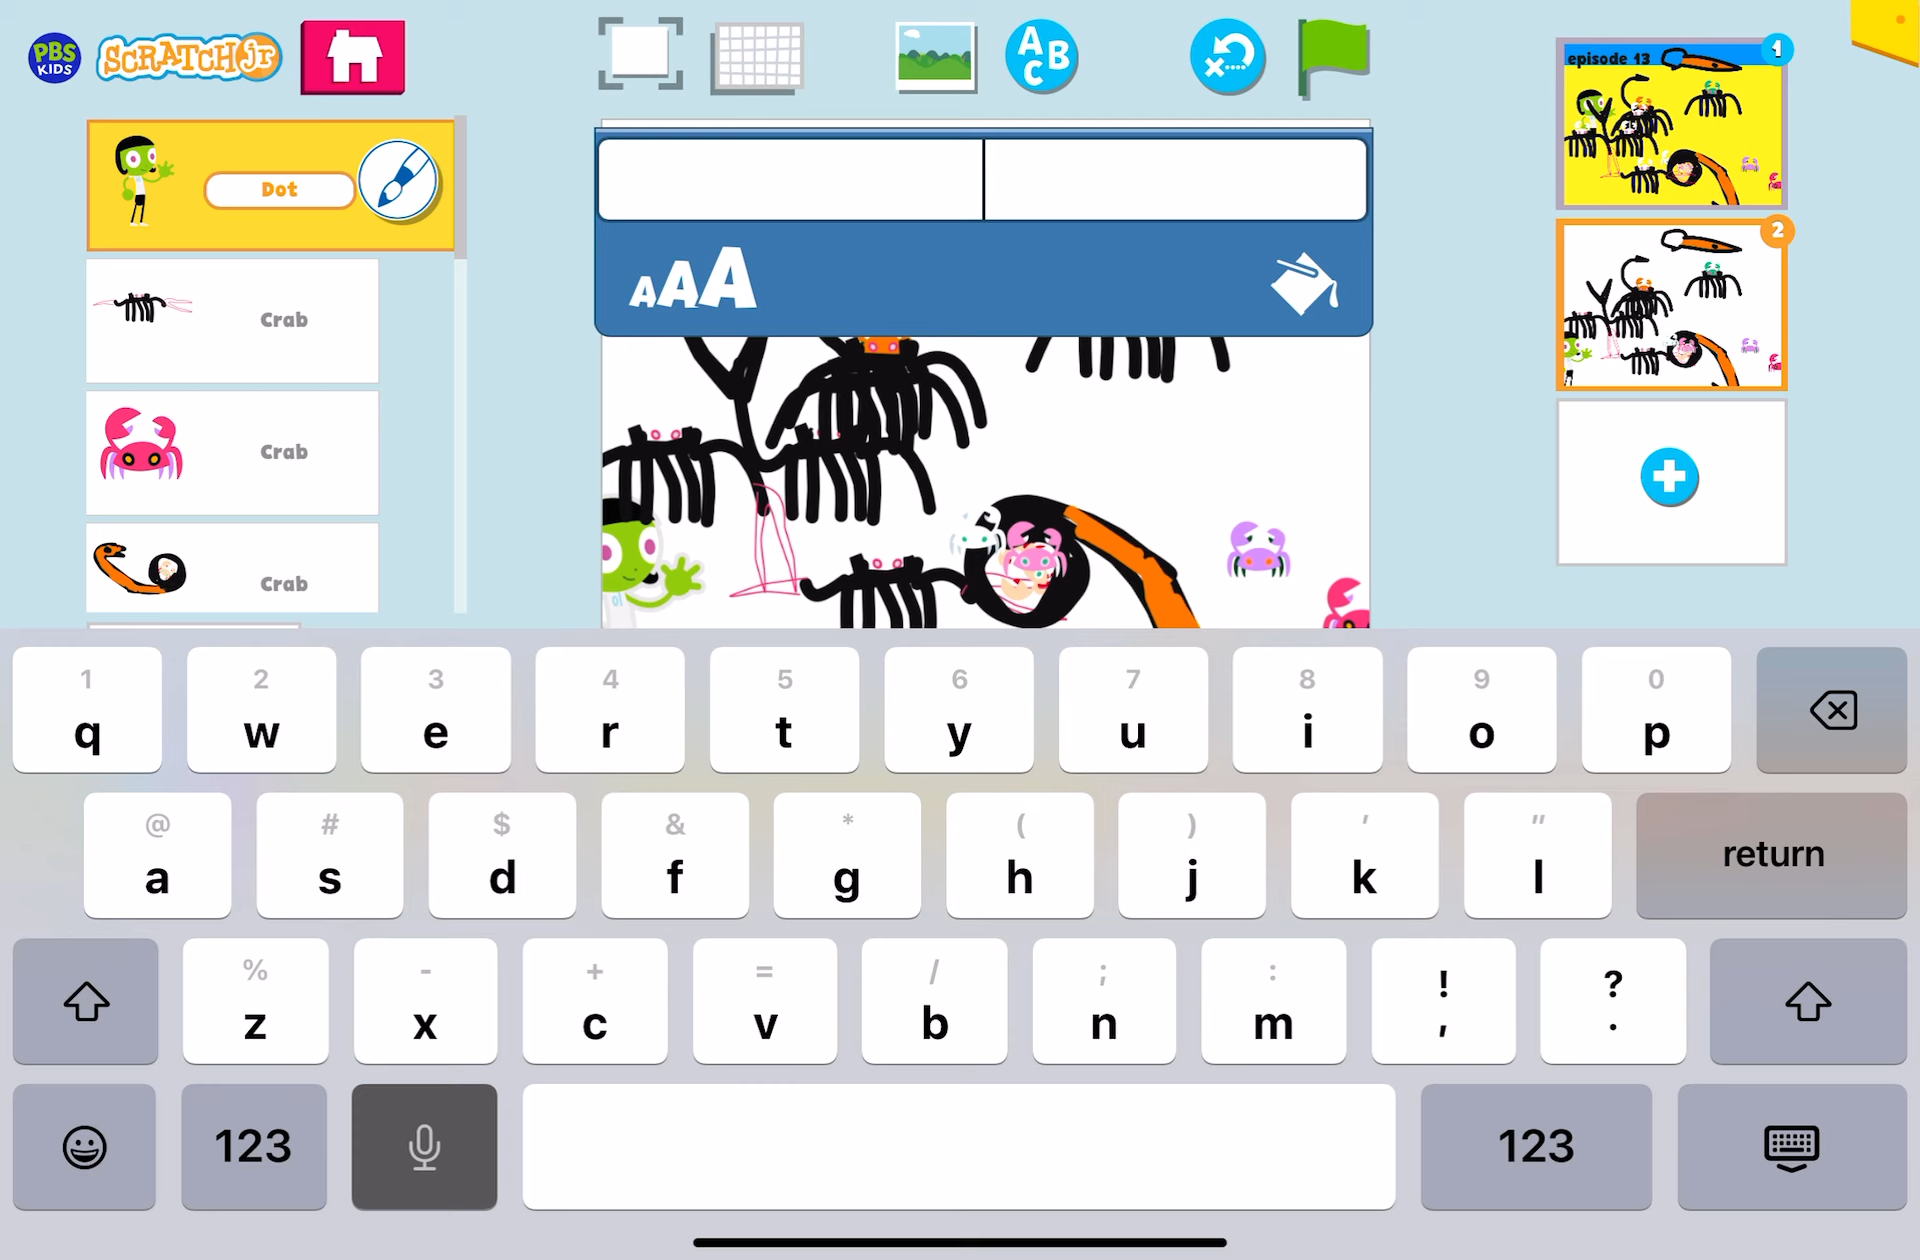 PBS
KIDS
SCRATCHJr
A B C
episode 13
1
Dot
2
Crab
AAA
Crab
Crab
1 2 3 4 5 6 7 8 9 0
q w e r t y u i o p
@ # $ & * ( ) ' "
a s d f g h j k l return
% - + = / ; : ! ?
z x c v b n m , .
123 123